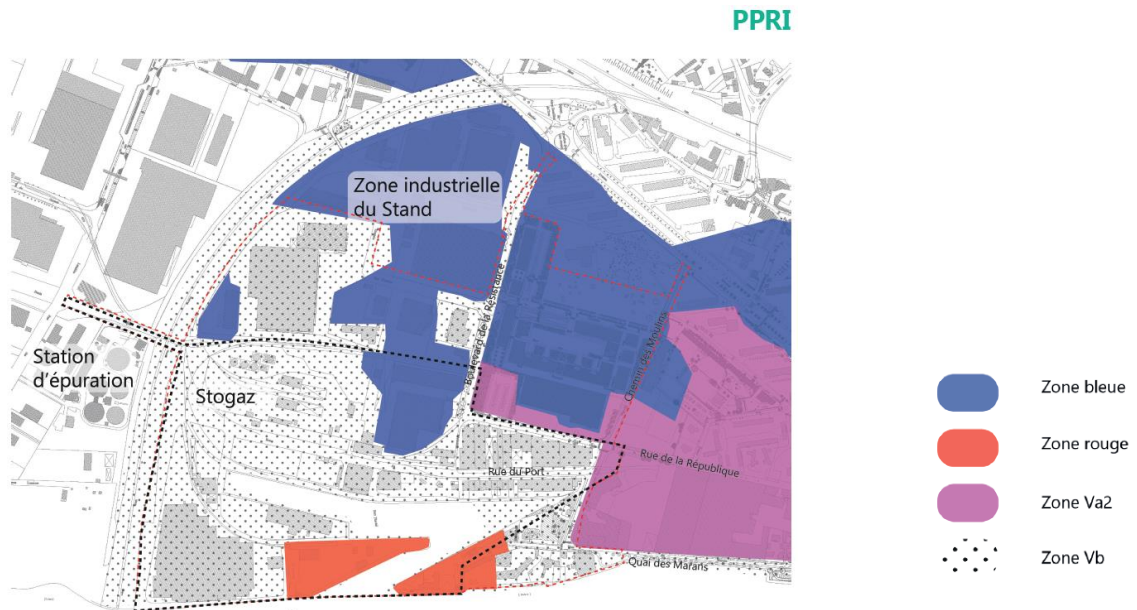 PPRI
Zone industrielle
du Stand
Boulevard de la Résistance
Chemin des Moulins
Station
d'épuration
Stogaz
Rue du Port
Rue de la République
Quai des Marans
Zone bleue
Zone rouge
Zone Va2
Zone Vb